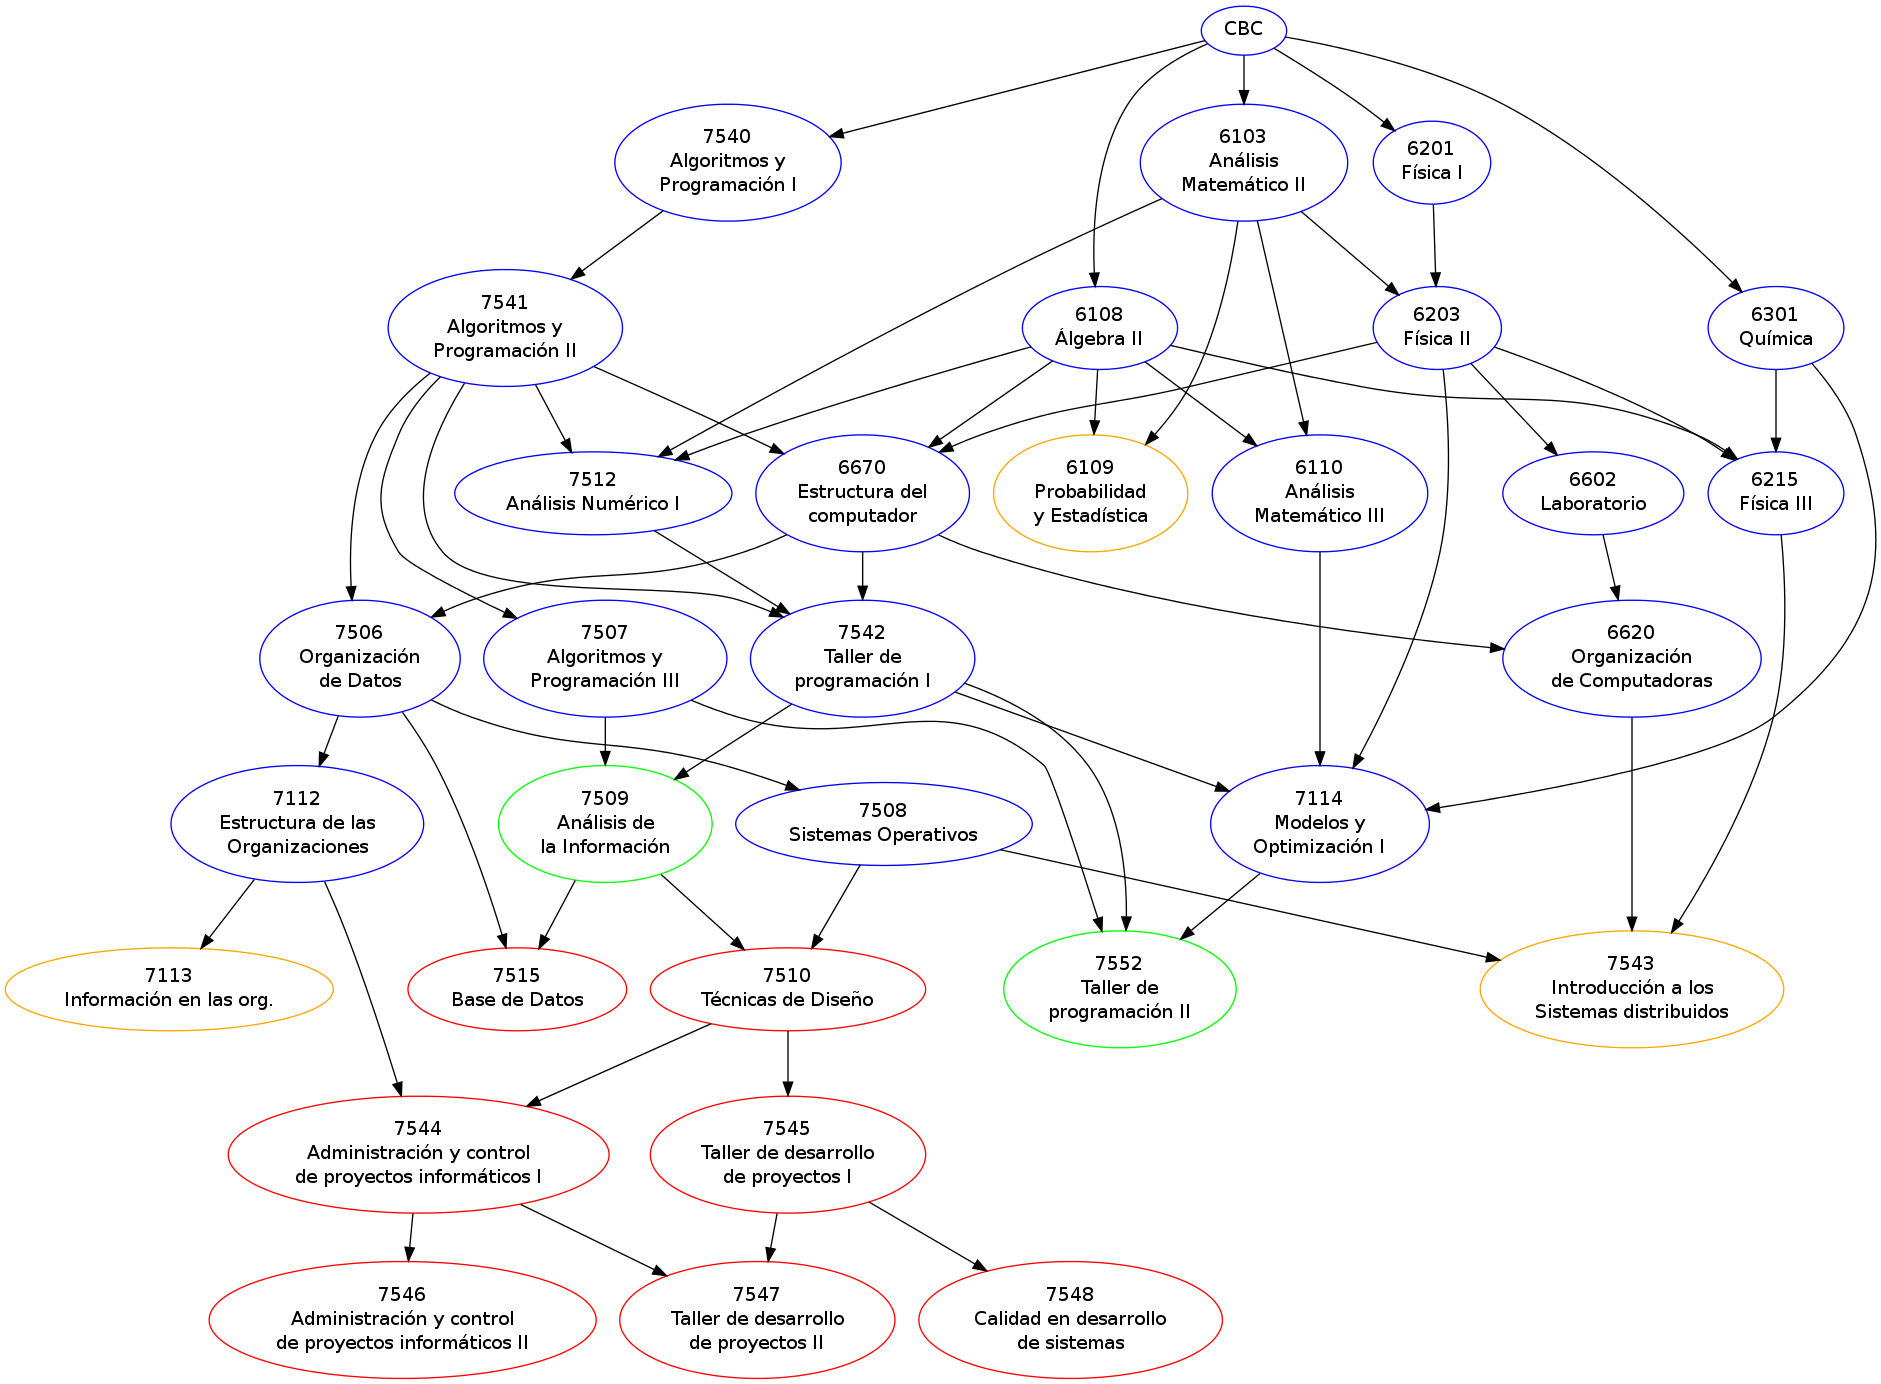 CBC
7540
Algoritmos y
Programación I
6103
Análisis
Matemático II
6201
Física I
7541
Algoritmos y
Programación II
6108
Álgebra II
6203
Física II
6301
Química
7512
Análisis Numérico I
6670
Estructura del
computador
6109
Probabilidad
y Estadística
6110
Análisis
Matemático III
6602
Laboratorio
6215
Física III
7506
Organización
de Datos
7507
Algoritmos y
Programación III
7542
Taller de
programación I
6620
Organización
de Computadoras
7112
Estructura de las
Organizaciones
7509
Análisis de
la Información
7508
Sistemas Operativos
7114
Modelos y
Optimización I
7113
Información en las org.
7515
Base de Datos
7510
Técnicas de Diseño
7552
Taller de
programación II
7543
Introducción a los
Sistemas distribuidos
7544
Administración y control
de proyectos informáticos I
7545
Taller de desarrollo
de proyectos I
7546
Administración y control
de proyectos informáticos II
7547
Taller de desarrollo
de proyectos II
7548
Calidad en desarrollo
de sistemas